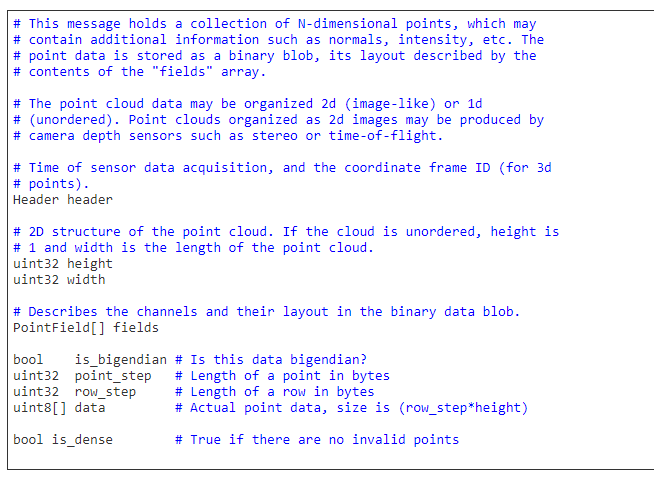 # This message holds a collection of N-dimensional points, which may
# contain additional information such as normals, intensity, etc. The
# point data is stored as a binary blob, its layout described by the
# contents of the "fields" array.

# The point cloud data may be organized 2d (image-like) or 1d
# (unordered). Point clouds organized as 2d images may be produced by
# camera depth sensors such as stereo or time-of-flight.

# Time of sensor data acquisition, and the coordinate frame ID (for 3d
# points).
Header header

# 2D structure of the point cloud. If the cloud is unordered, height is
# 1 and width is the length of the point cloud.
uint32 height
uint32 width

# Describes the channels and their layout in the binary data blob.
PointField[] fields

bool    is_bigendian # Is this data bigendian?
uint32  point_step   # Length of a point in bytes
uint32  row_step     # Length of a row in bytes
uint8[] data         # Actual point data, size is (row_step*height)

bool is_dense        # True if there are no invalid points